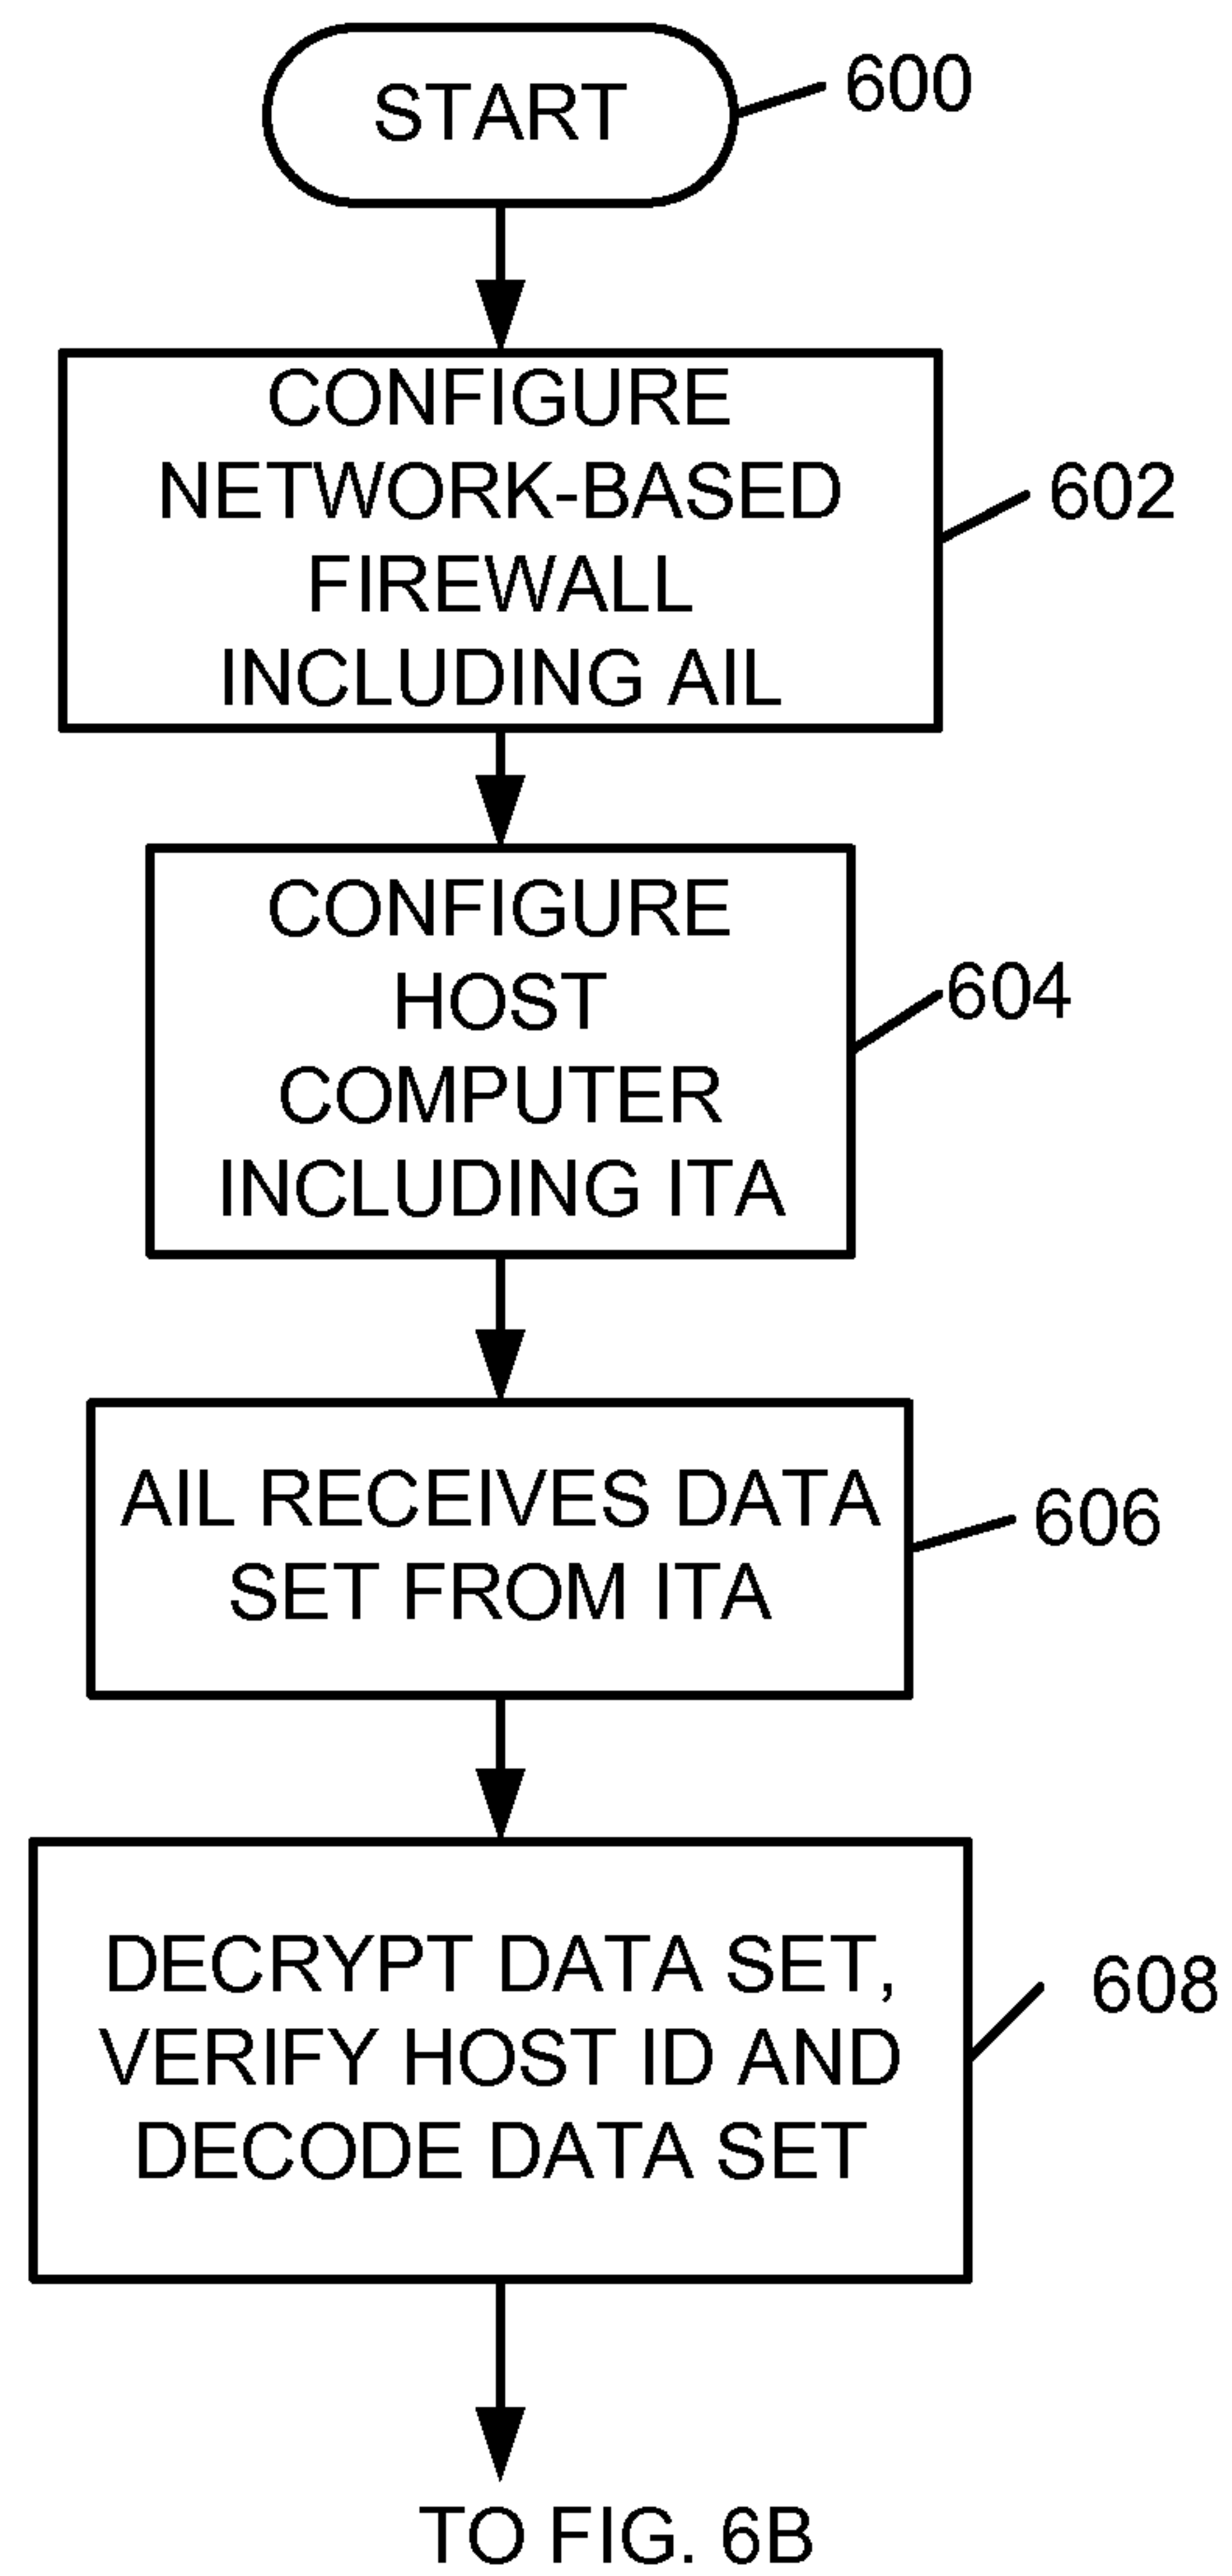 START
600
CONFIGURE
NETWORK-BASED
FIREWALL
INCLUDING AIL
602
CONFIGURE
HOST
COMPUTER
INCLUDING ITA
604
AIL RECEIVES DATA
SET FROM ITA
606
DECRYPT DATA SET,
VERIFY HOST ID AND
DECODE DATA SET
608
TO FIG. 6B